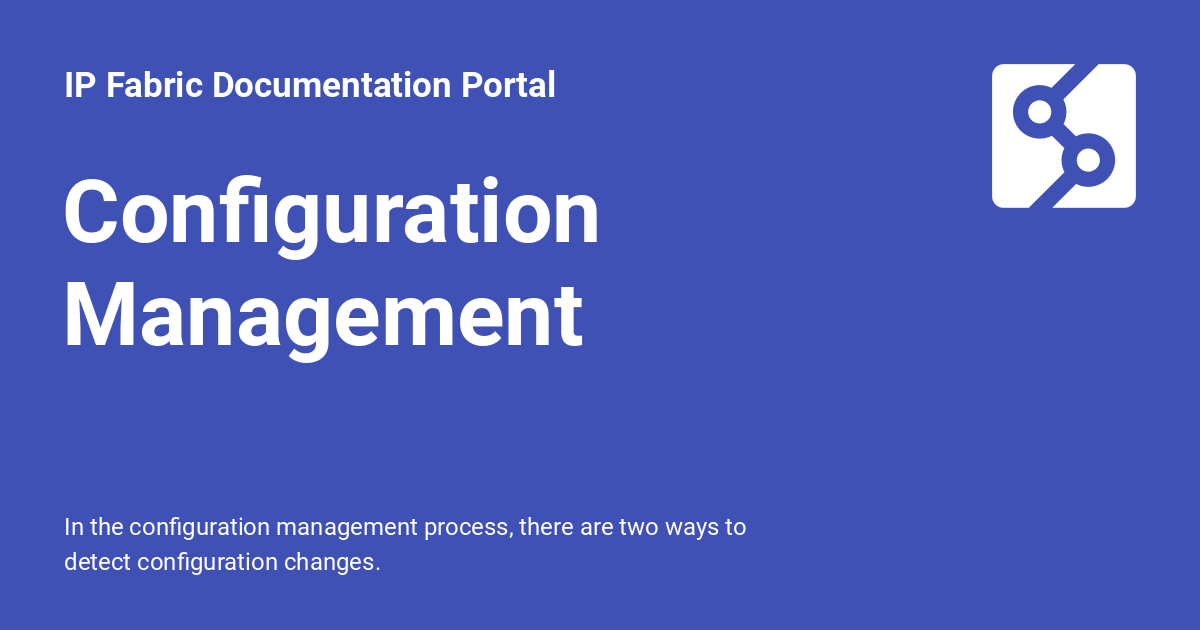 IP Fabric Documentation Portal
Configuration
Management
In the configuration management process, there are two ways to
detect configuration changes.